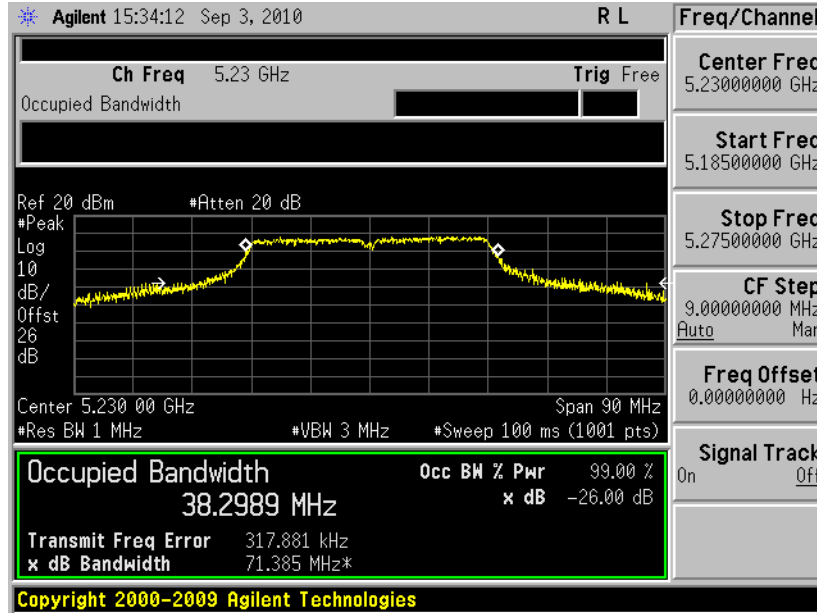 Agilent 15:34:12 Sep 3, 2010 R L
Freq/Channel
Ch Freq 5.23 GHz Trig Free
Occupied Bandwidth
Center Freq
5.23000000 GHz
Start Freq
5.18500000 GHz
Stop Freq
5.27500000 GHz
CF Step
9.00000000 MHz
Auto Man
Freq Offset
0.00000000 Hz
Signal Track
On Off
Ref 20 dBm #Atten 20 dB
#Peak
Log
10
dB/
Offst
26
dB
Center 5.230 00 GHz Span 90 MHz
#Res BW 1 MHz #VBW 3 MHz #Sweep 100 ms (1001 pts)
Occupied Bandwidth Occ BW % Pwr 99.00 %
38.2989 MHz x dB -26.00 dB
Transmit Freq Error 317.881 kHz
x dB Bandwidth 71.385 MHz*
Copyright 2000-2009 Agilent Technologies